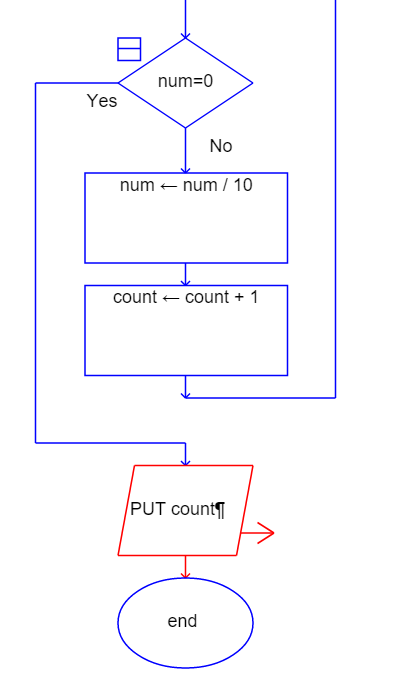 num=0
Yes
No
num ← num / 10
count ← count + 1
PUT count¶
end